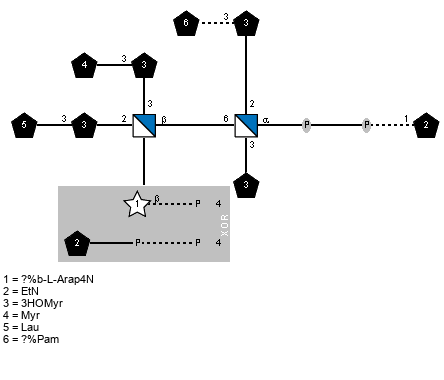 6 3 3
4 3 3
3 2
5 3 3 2 β 6 α P P 1 2
3
3
1 β P 4
2 P P 4
XOR
1 = ?%b-L-Arap4N
2 = EtN
3 = 3HOMyr
4 = Myr
5 = Lau
6 = ?%Pam